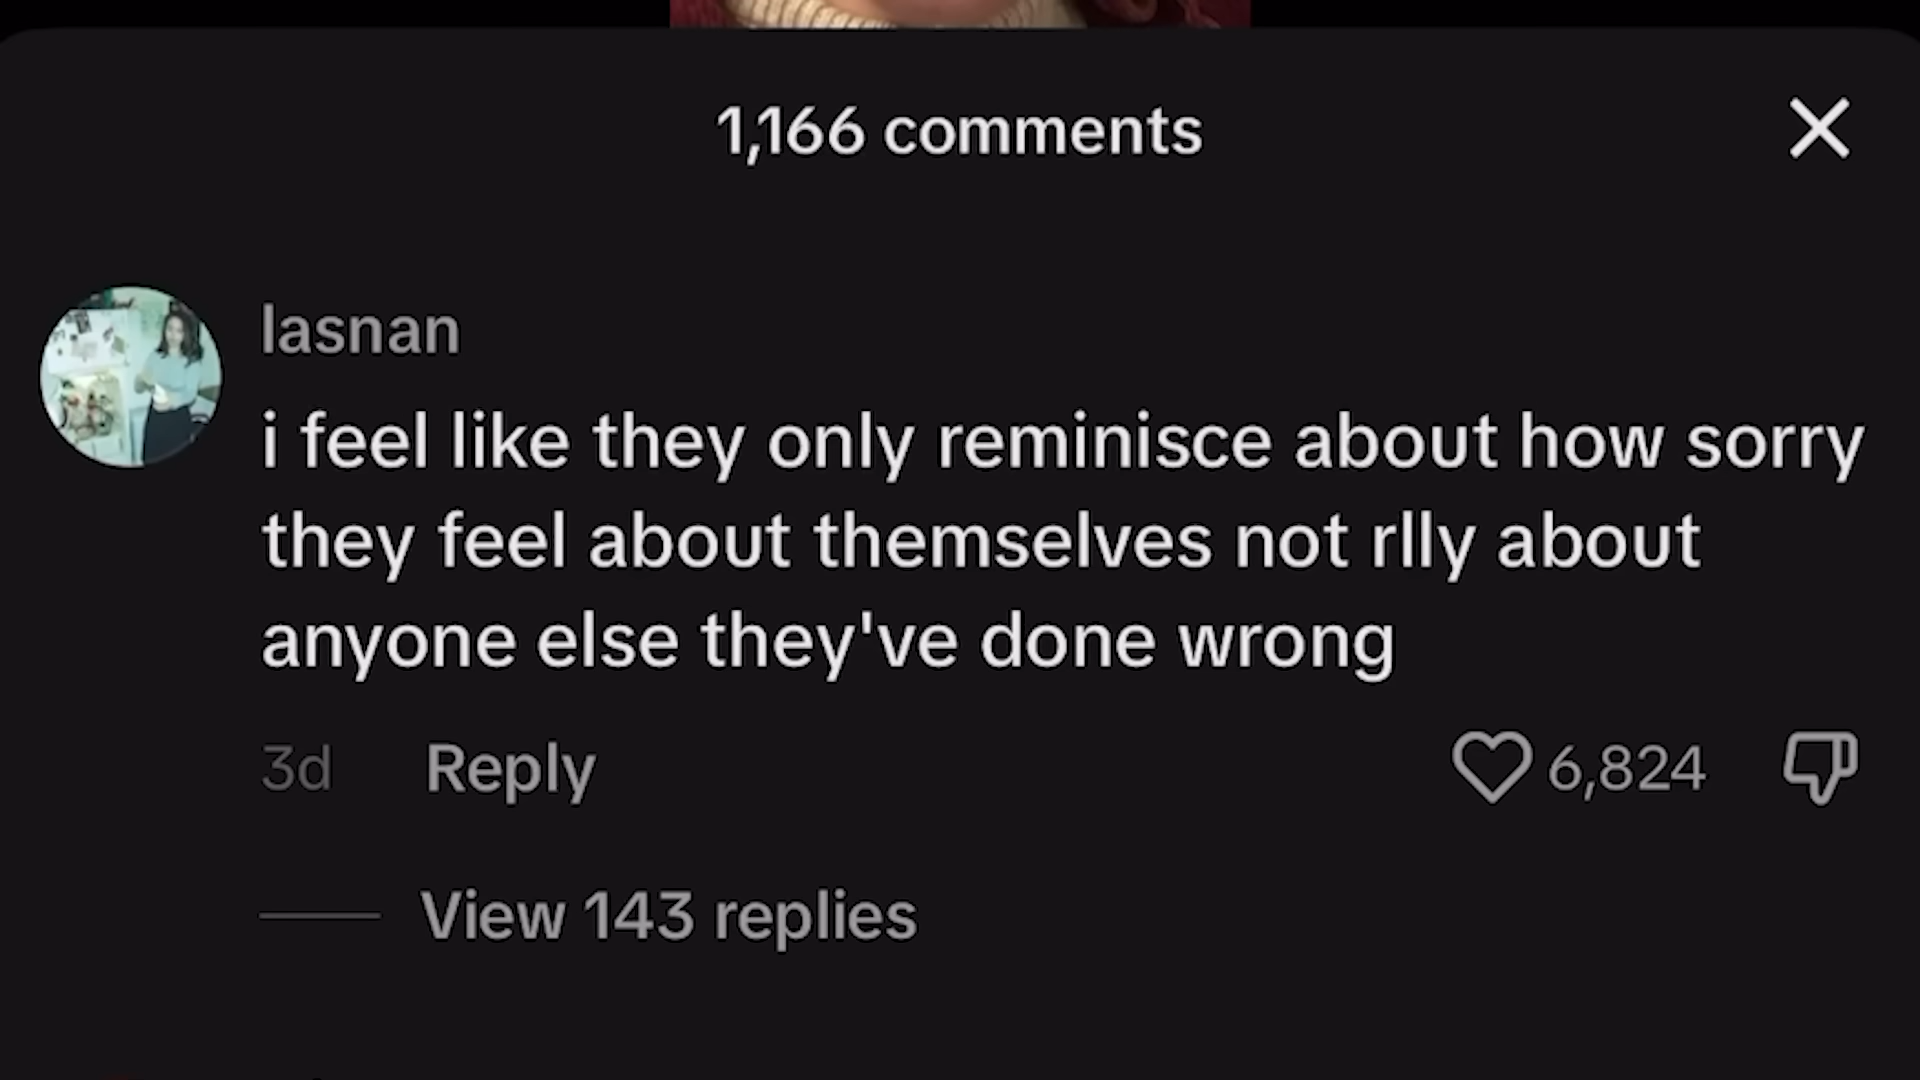 1,166 comments
lasnan
i feel like they only reminisce about how sorry
they feel about themselves not rlly about
anyone else they've done wrong
3d Reply 6,824
View 143 replies